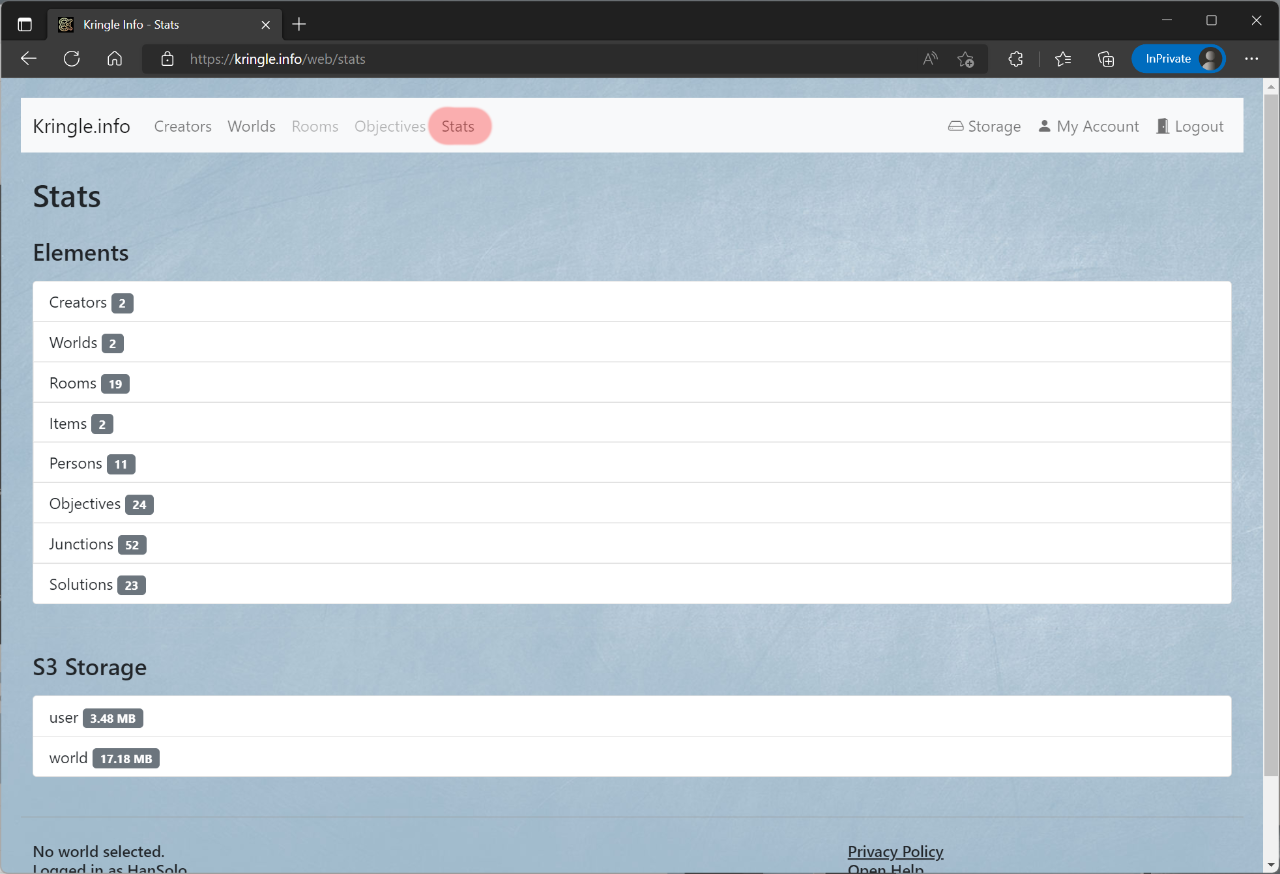 Kringle Info - Stats
https://kringle.info/web/stats
InPrivate
Kringle.info Creators Worlds Rooms Objectives Stats Storage My Account Logout
Stats
Elements
Creators 2
Worlds 2
Rooms 19
Items 2
Persons 11
Objectives 24
Junctions 52
Solutions 23
S3 Storage
user 3.48 MB
world 17.18 MB
No world selected. Privacy Policy
Logged in as HanSolo Open Help